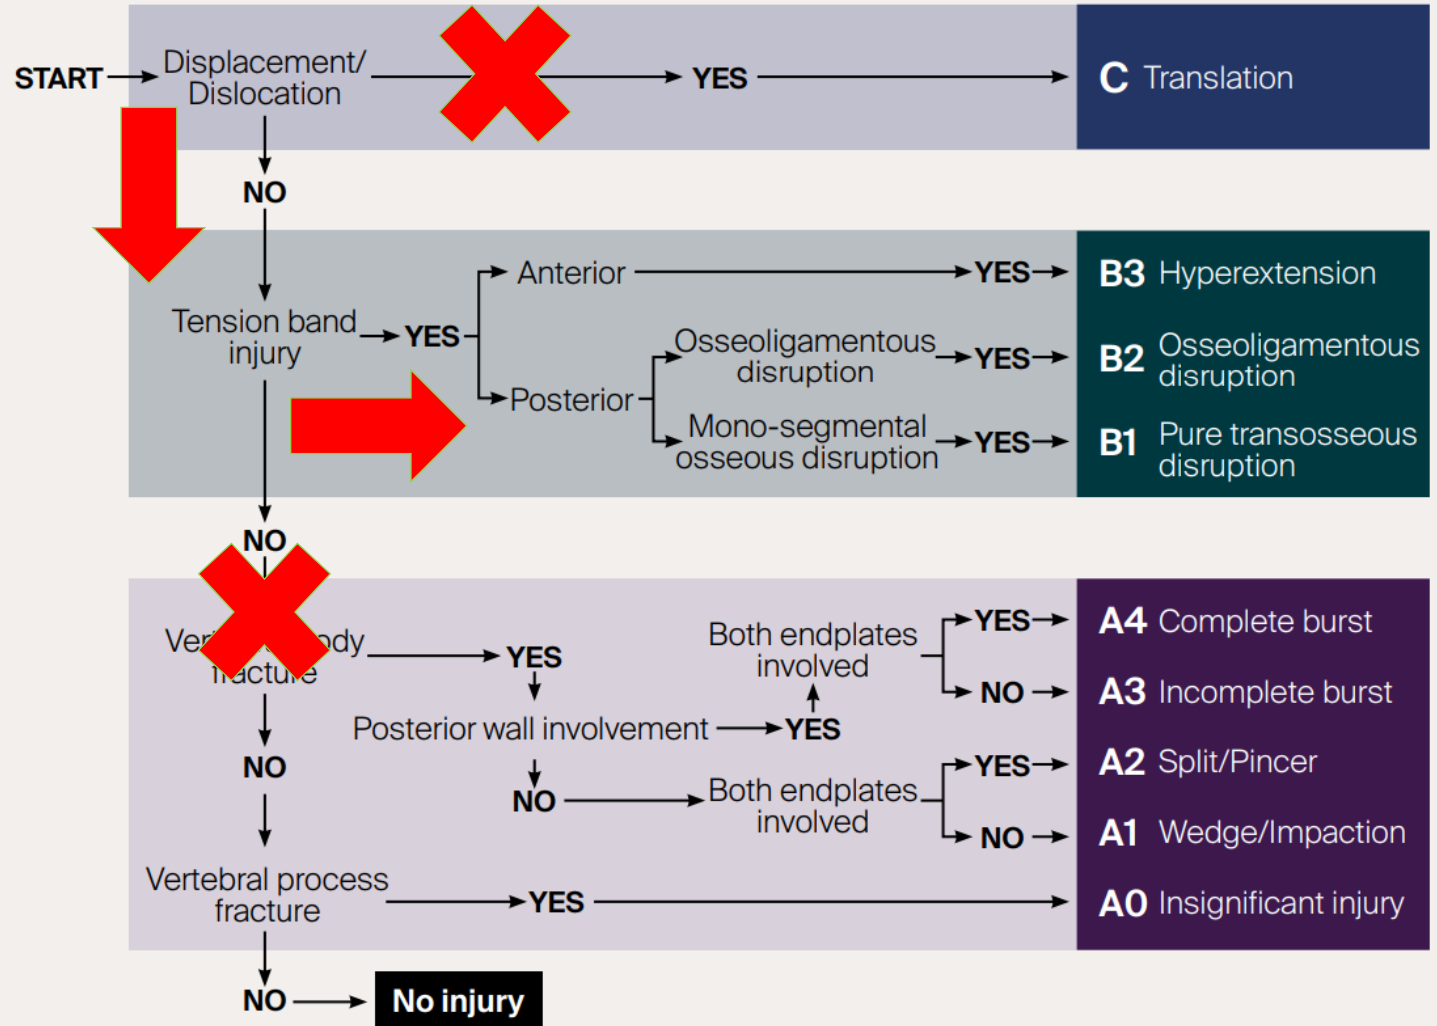 START
Displacement/
Dislocation
YES
C Translation
NO
Tension band
injury
YES
Anterior
YES
B3 Hyperextension
Osseoligamentous
disruption
YES
B2 Osseoligamentous
disruption
Posterior
Mono-segmental
osseous disruption
YES
B1 Pure transosseous
disruption
NO
fracture
YES
Both endplates
involved
YES
A4 Complete burst
NO
A3 Incomplete burst
Posterior wall involvement
YES
NO
NO
Both endplates
involved
YES
A2 Split/Pincer
NO
A1 Wedge/Impaction
Vertebral process
fracture
YES
A0 Insignificant injury
NO
No injury